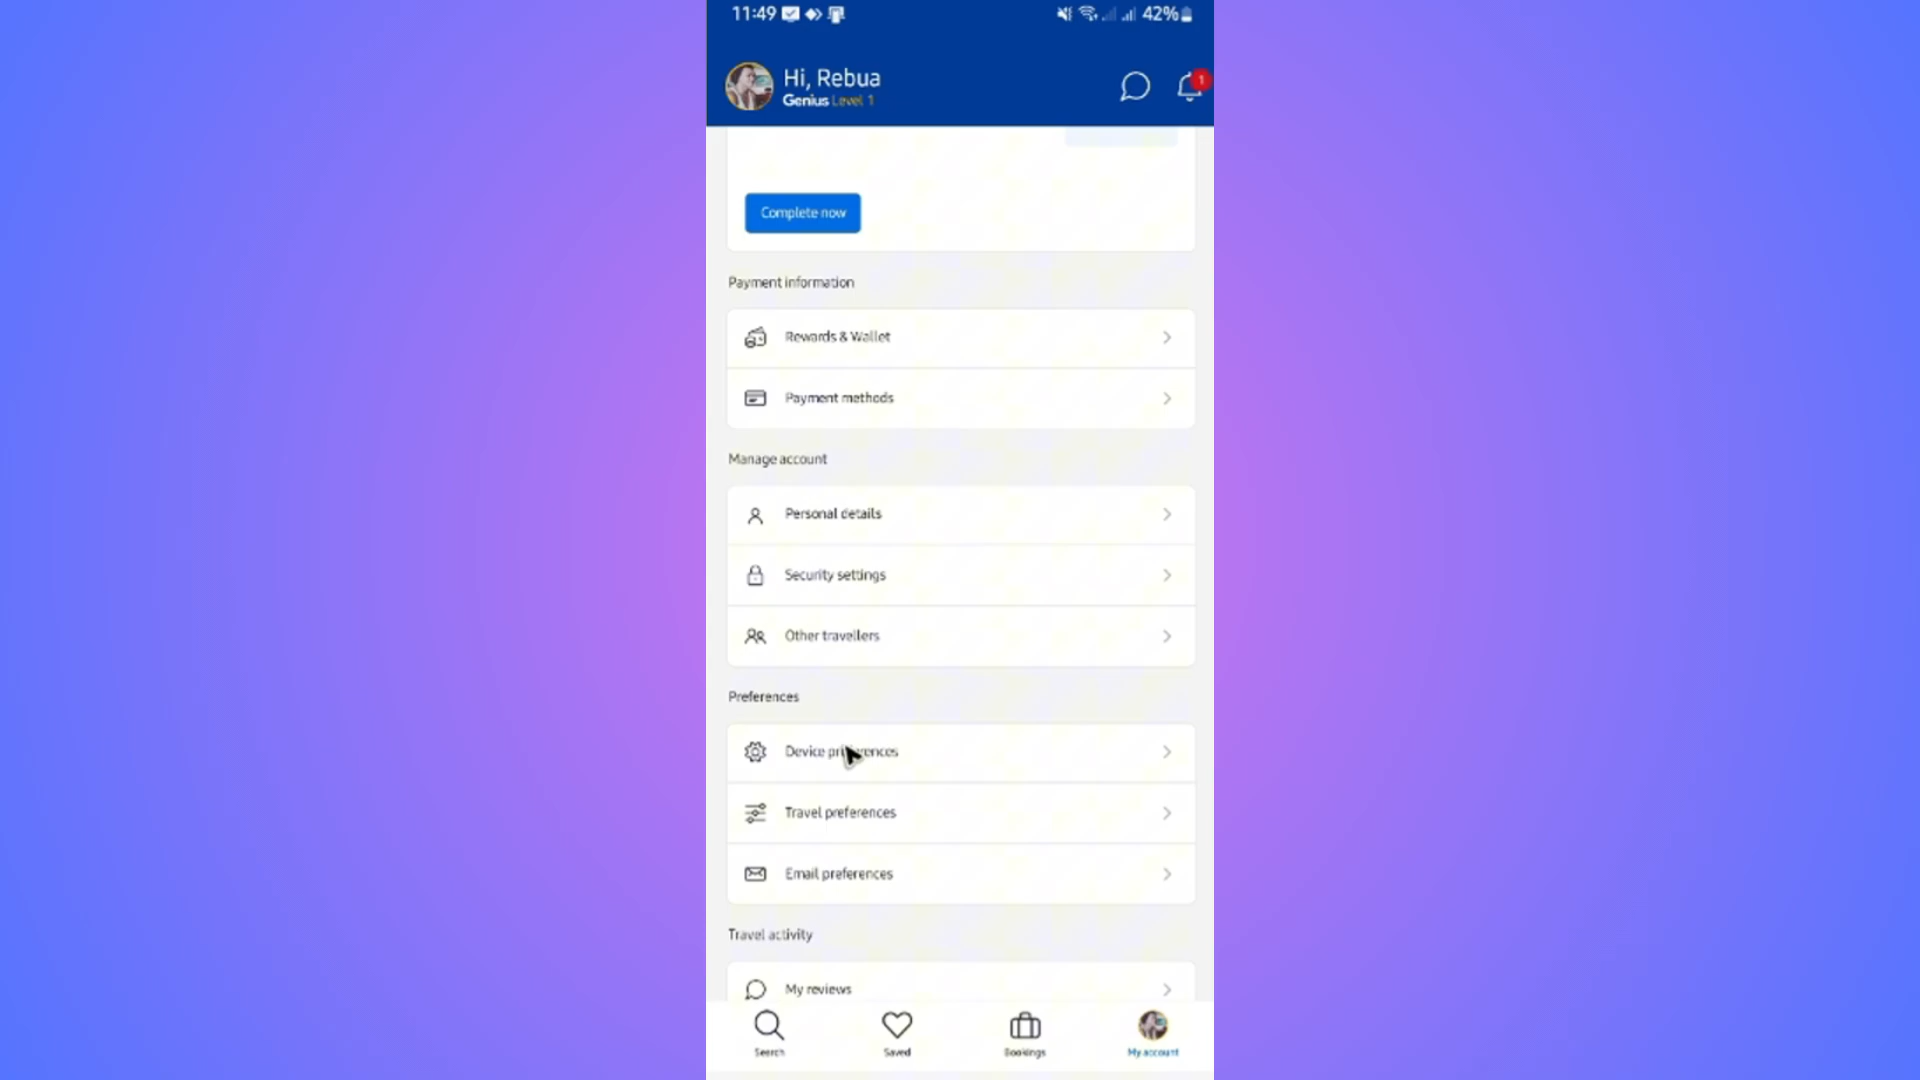 11:49
42%
Hi, Rebua
Genius Level 1
1
Complete now
Payment information
Rewards & Wallet
Payment methods
Manage account
Personal details
Security settings
Other travellers
Preferences
Device preferences
Travel preferences
Email preferences
Travel activity
My reviews
Search
Saved
Bookings
My account